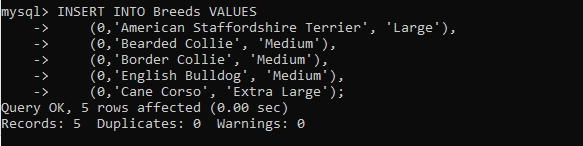 mysql> INSERT INTO Breeds VALUES
    ->     (0,'American Staffordshire Terrier', 'Large'),
    ->     (0,'Bearded Collie', 'Medium'),
    ->     (0,'Border Collie', 'Medium'),
    ->     (0,'English Bulldog', 'Medium'),
    ->     (0,'Cane Corso', 'Extra Large');
Query OK, 5 rows affected (0.00 sec)
Records: 5  Duplicates: 0  Warnings: 0